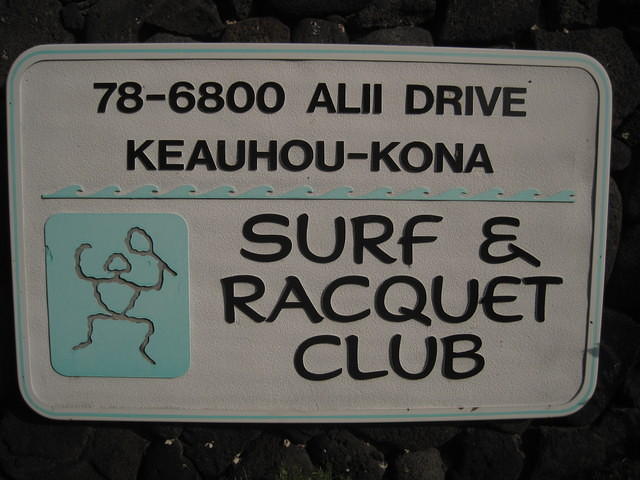 78-6800 ALII DRIVE
KEAUHOU-KONA
SURF &
RACQUET
CLUB